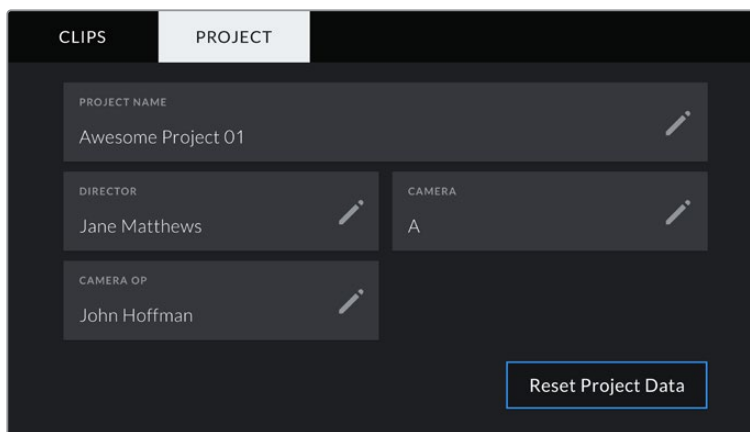 CLIPS PROJECT
PROJECT NAME
Awesome Project 01
DIRECTOR
Jane Matthews
CAMERA
A
CAMERA OP
John Hoffman
Reset Project Data